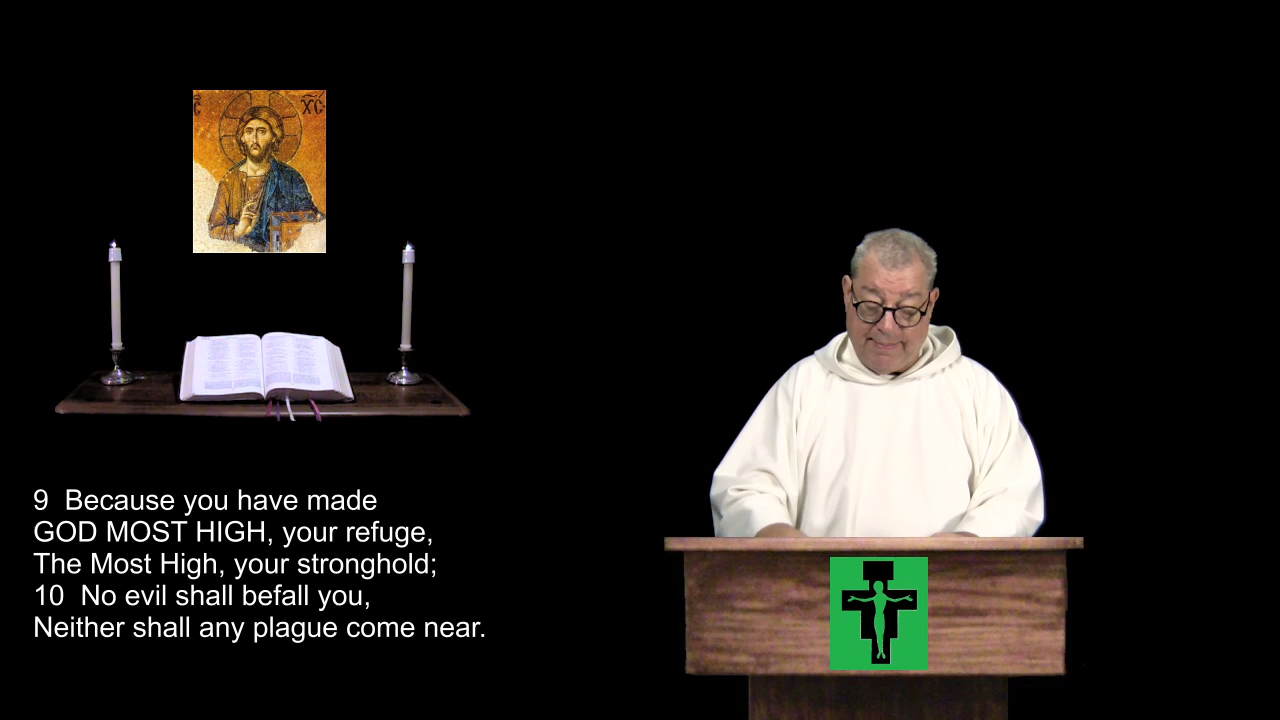 ΧC
9 Because you have made
GOD MOST HIGH, your refuge,
The Most High, your stronghold;
10 No evil shall befall you,
Neither shall any plague come near.